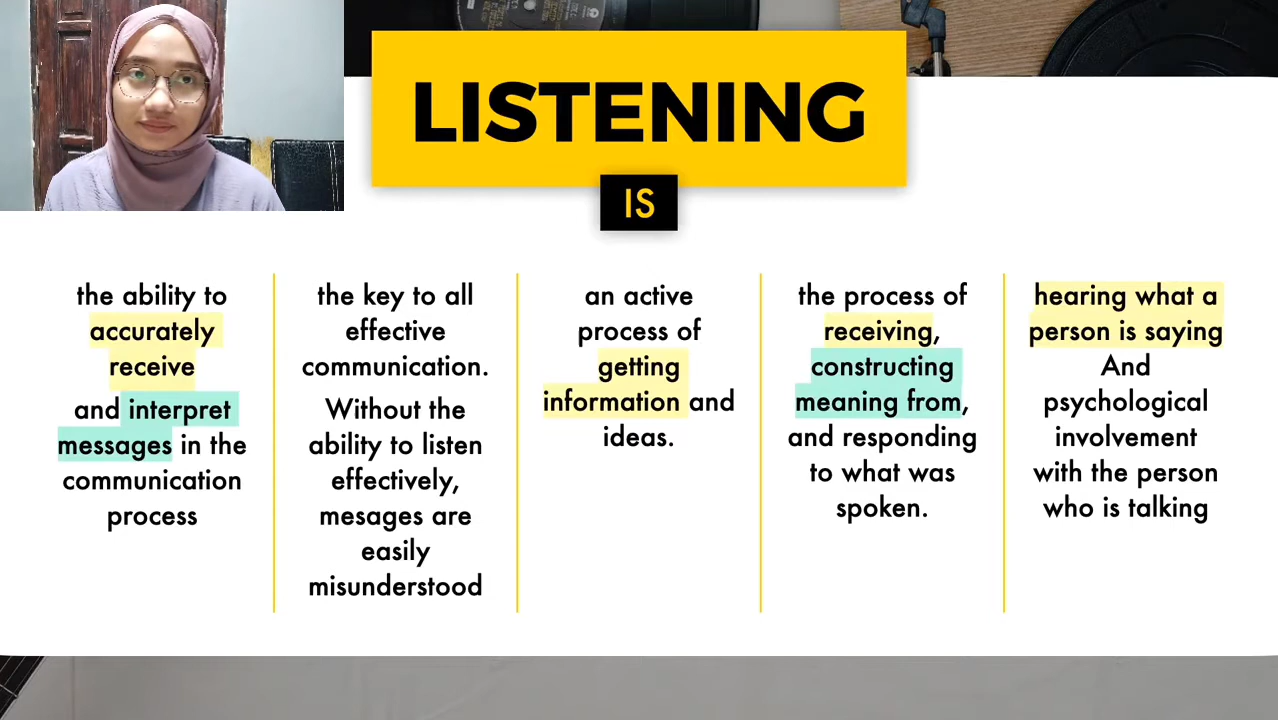 LISTENING
IS
the ability to
accurately
receive
and interpret
messages in the
communication
process
the key to all
effective
communication.
Without the
ability to listen
effectively,
mesages are
easily
misunderstood
an active
process of
getting
information and
ideas.
the process of
receiving,
constructing
meaning from,
and responding
to what was
spoken.
hearing what a
person is saying
And
psychological
involvement
with the person
who is talking